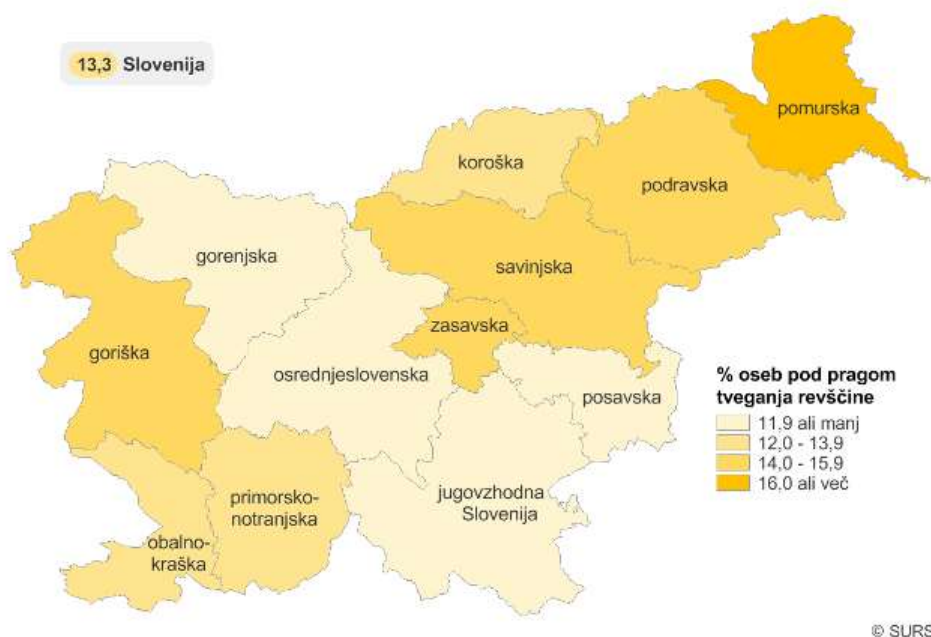 13,3 Slovenija
pomurska
koroška
podravska
gorenjska
savinjska
zasavska
goriška
osrednjeslovenska
posavska
primorsko-
notranjska
jugovzhodna
Slovenija
obalno-
kraška
% oseb pod pragom
tveganja revščine
11,9 ali manj
12,0 - 13,9
14,0 - 15,9
16,0 ali več
© SURS